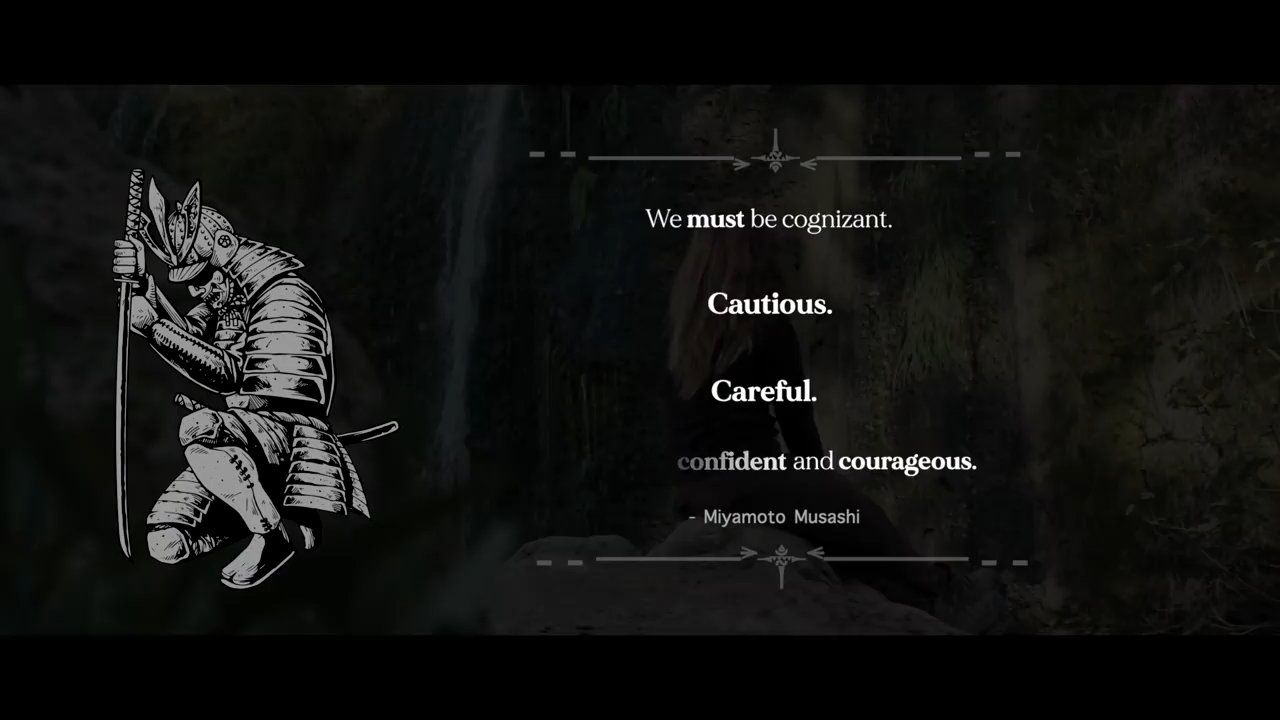 We must be cognizant.
Cautious.
Careful.
confident and courageous.
- Miyamoto Musashi